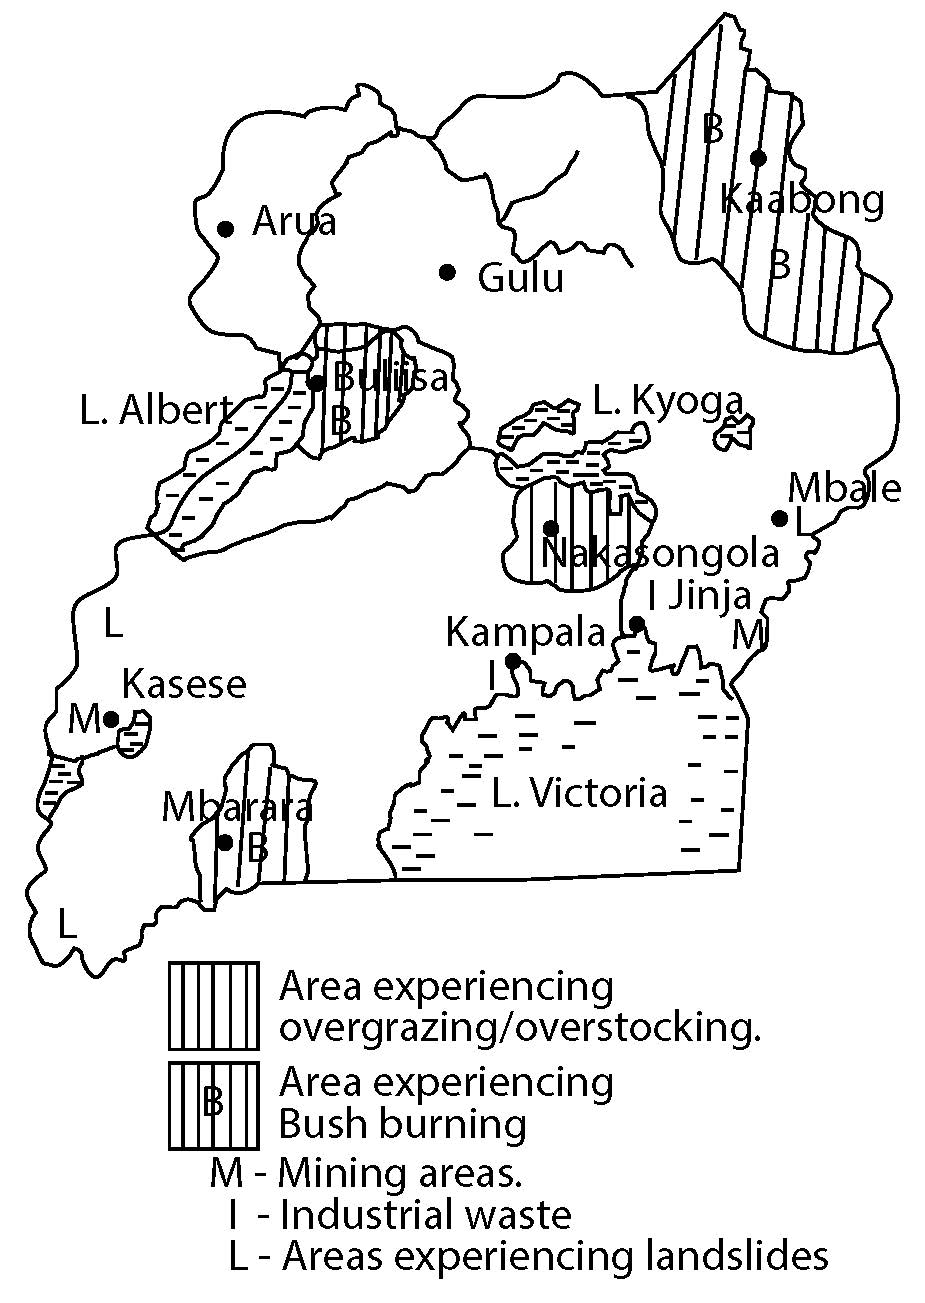 B
Kaabong
Arua
B
Gulu
Buliisa
L. Albert
B
L. Kyoga
Mbale
L
Nakasongola
I Jinja
L
Kampala
M
I
Kasese
M
L. Victoria
Mbarara
B
L
Area experiencing
overgrazing/overstocking.
B
Area experiencing
Bush burning
M - Mining areas.
I - Industrial waste
L - Areas experiencing landslides